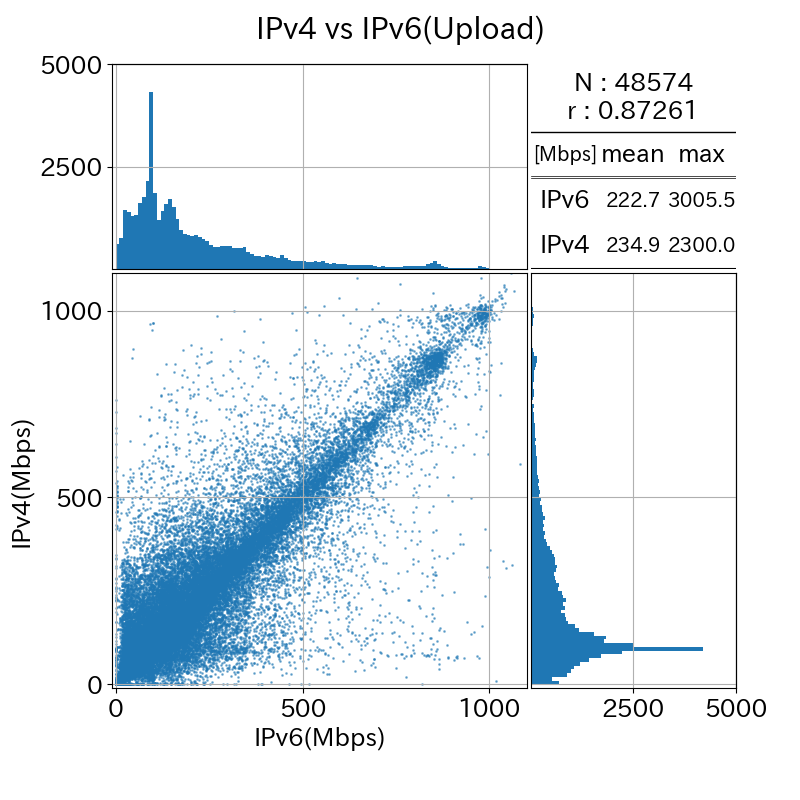 IPv4 vs IPv6(Upload)
5000
2500
N : 48574
r : 0.87261
[Mbps] mean max
IPv6 222.7 3005.5
IPv4 234.9 2300.0
1000
500
0
IPv4(Mbps)
0 500 1000
2500 5000
IPv6(Mbps)